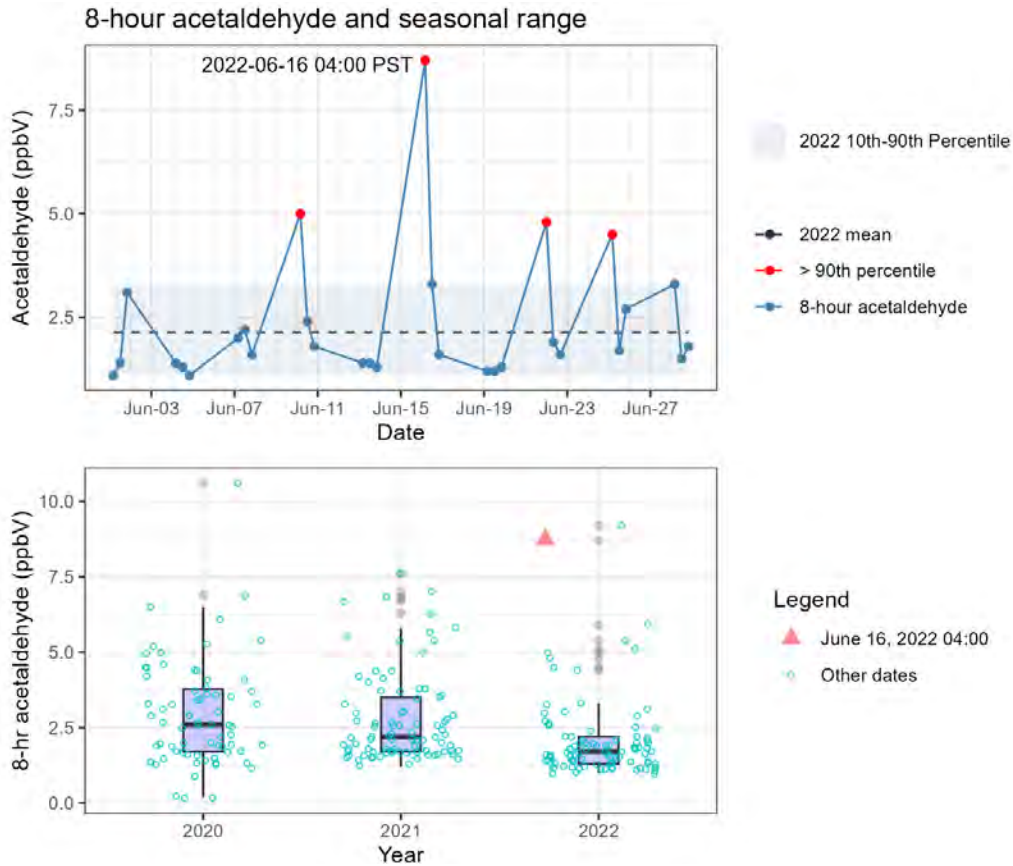 8-hour acetaldehyde and seasonal range
2022-06-16 04:00 PST
Acetaldehyde (ppbV)
7.5
5.0
2.5
Jun-03 Jun-07 Jun-11 Jun-15 Jun-19 Jun-23 Jun-27
Date
2022 10th-90th Percentile
2022 mean
> 90th percentile
8-hour acetaldehyde
8-hr acetaldehyde (ppbV)
10.0
7.5
5.0
2.5
0.0
2020 2021 2022
Year
Legend
June 16, 2022 04:00
Other dates